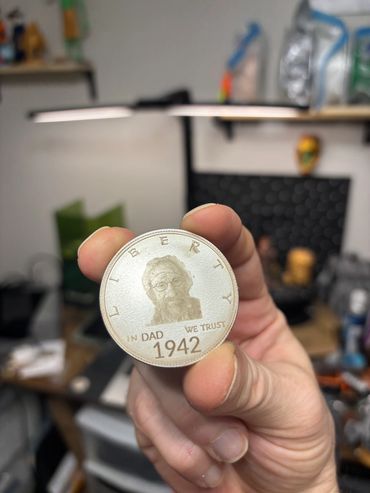 LIBERTY
IN DAD WE TRUST
1942